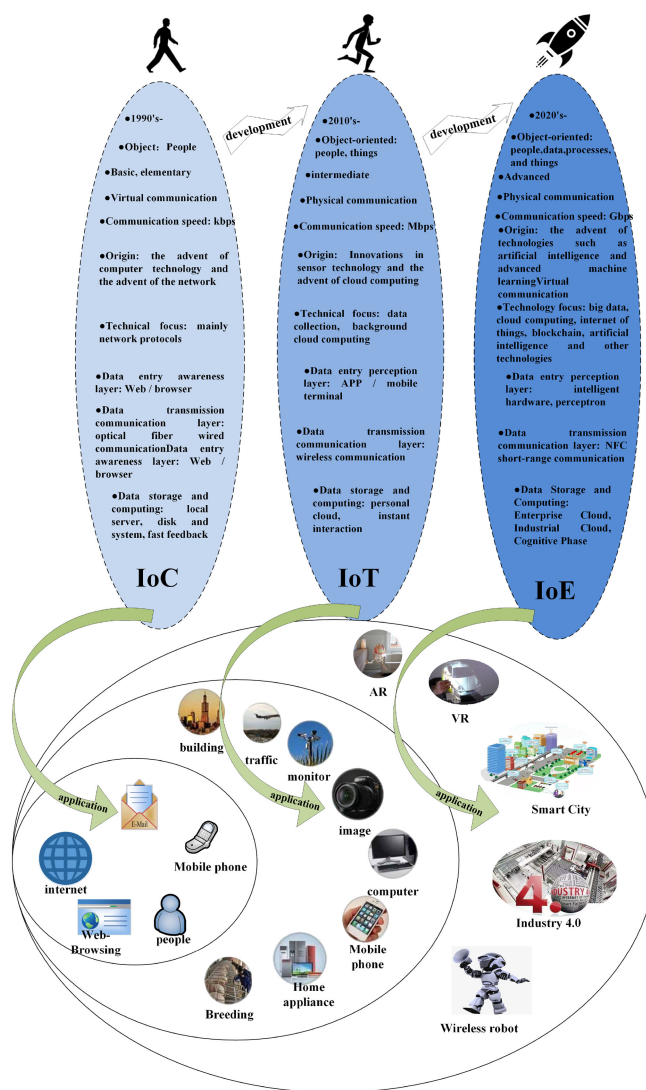 ●1990's-
●Object: People
●Basic, elementary
●Virtual communication
●Communication speed: kbps
●Origin: the advent of
computer technology and
the advent of the network
●Technical focus: mainly
network protocols
●Data entry awareness
layer: Web / browser
●Data transmission
communication layer:
optical fiber wired
communicationData entry
awareness layer: Web /
browser
●Data storage and
computing: local
server, disk and
system, fast feedback
IoC
development
●2010's-
●Object-oriented:
people, things
●intermediate
●Physical communication
●Communication speed: Mbps
●Origin: Innovations in
sensor technology and the
advent of cloud computing
●Technical focus: data
collection, background
cloud computing
●Data entry perception
layer: APP / mobile
terminal
●Data transmission
communication layer:
wireless communication
●Data storage and
computing: personal
cloud, instant
interaction
IoT
development
●2020's-
●Object-oriented:
people,data,processes,
and things
●Advanced
●Physical communication
●Communication speed: Gbps
●Origin: the advent of
technologies such as
artificial intelligence and
advanced machine
learningVirtual
communication
●Technology focus: big data,
cloud computing, internet of
things, blockchain, artificial
intelligence and other
technologies
●Data entry perception
layer: intelligent
hardware, perceptron
●Data transmission
communication layer: NFC
short-range communication
●Data Storage and
Computing:
Enterprise Cloud,
Industrial Cloud,
Cognitive Phase
IoE
application
E-Mail
Mobile phone
internet
Web-
Browsing
people
application
building
traffic
monitor
image
computer
Mobile
phone
Home
appliance
Breeding
application
AR
VR
Smart City
4.0
INDUSTRY
Industry 4.0
Wireless robot